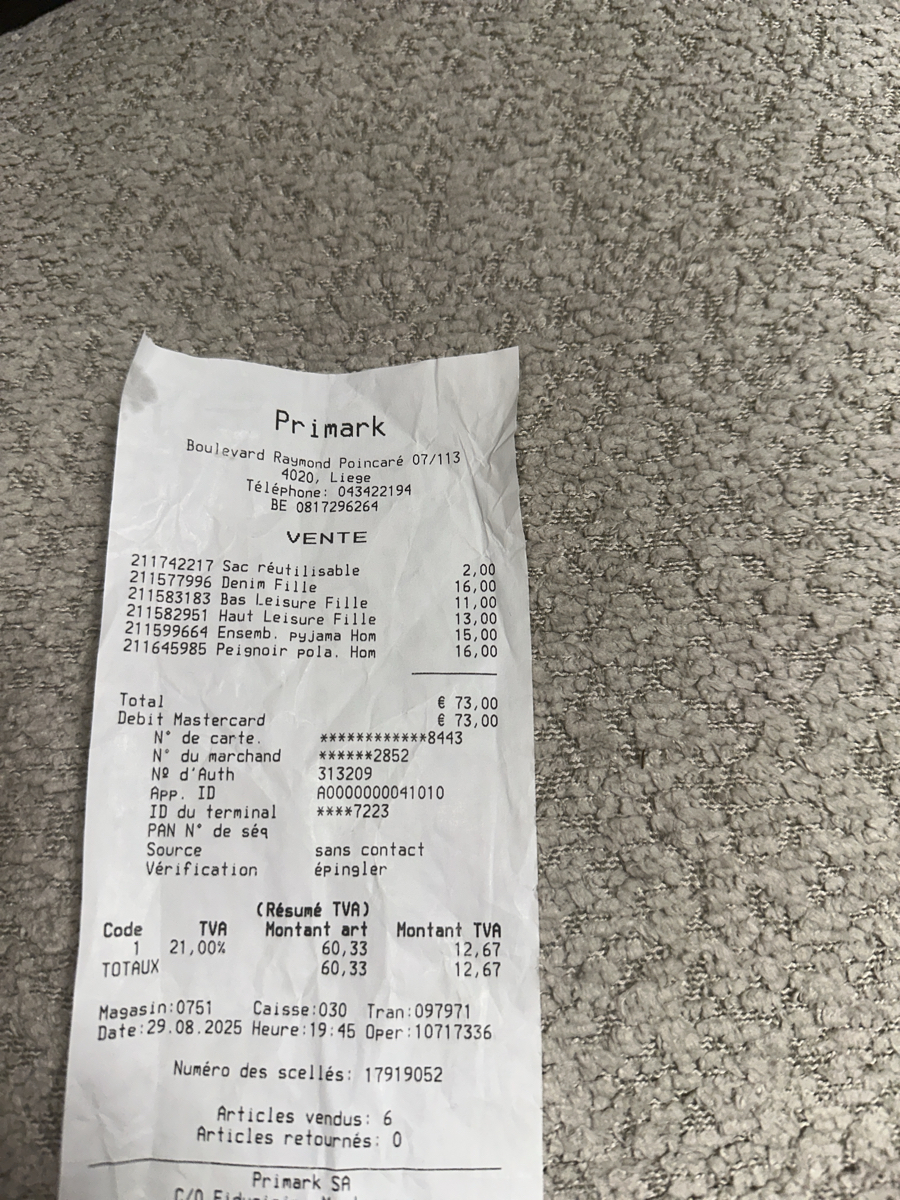 Primark
Boulevard Raymond Poincaré 07/113
4020, Liege
Téléphone: 043422194
BE 0817296264
VENTE
211742217 Sac réutilisable 2,00
211577996 Denim Fille 16,00
211583183 Bas Leisure Fille 11,00
211582951 Haut Leisure Fille 13,00
211599664 Ensemb. pyjama Hom 15,00
211645985 Peignoir pola. Hom 16,00
Total € 73,00
Debit Mastercard € 73,00
N° de carte. ************8443
N° du marchand ******2852
Nº d'Auth 313209
App. ID A0000000041010
ID du terminal ****7223
PAN N° de séq
Source sans contact
Vérification épingler
(Résumé TVA)
Code TVA Montant art Montant TVA
1 21,00% 60,33 12,67
TOTAUX 60,33 12,67
Magasin:0751 Caisse:030 Tran:097971
Date:29.08.2025 Heure:19:45 Oper:10717336
Numéro des scellés: 17919052
Articles vendus: 6
Articles retournés: 0
Primark SA
C/O